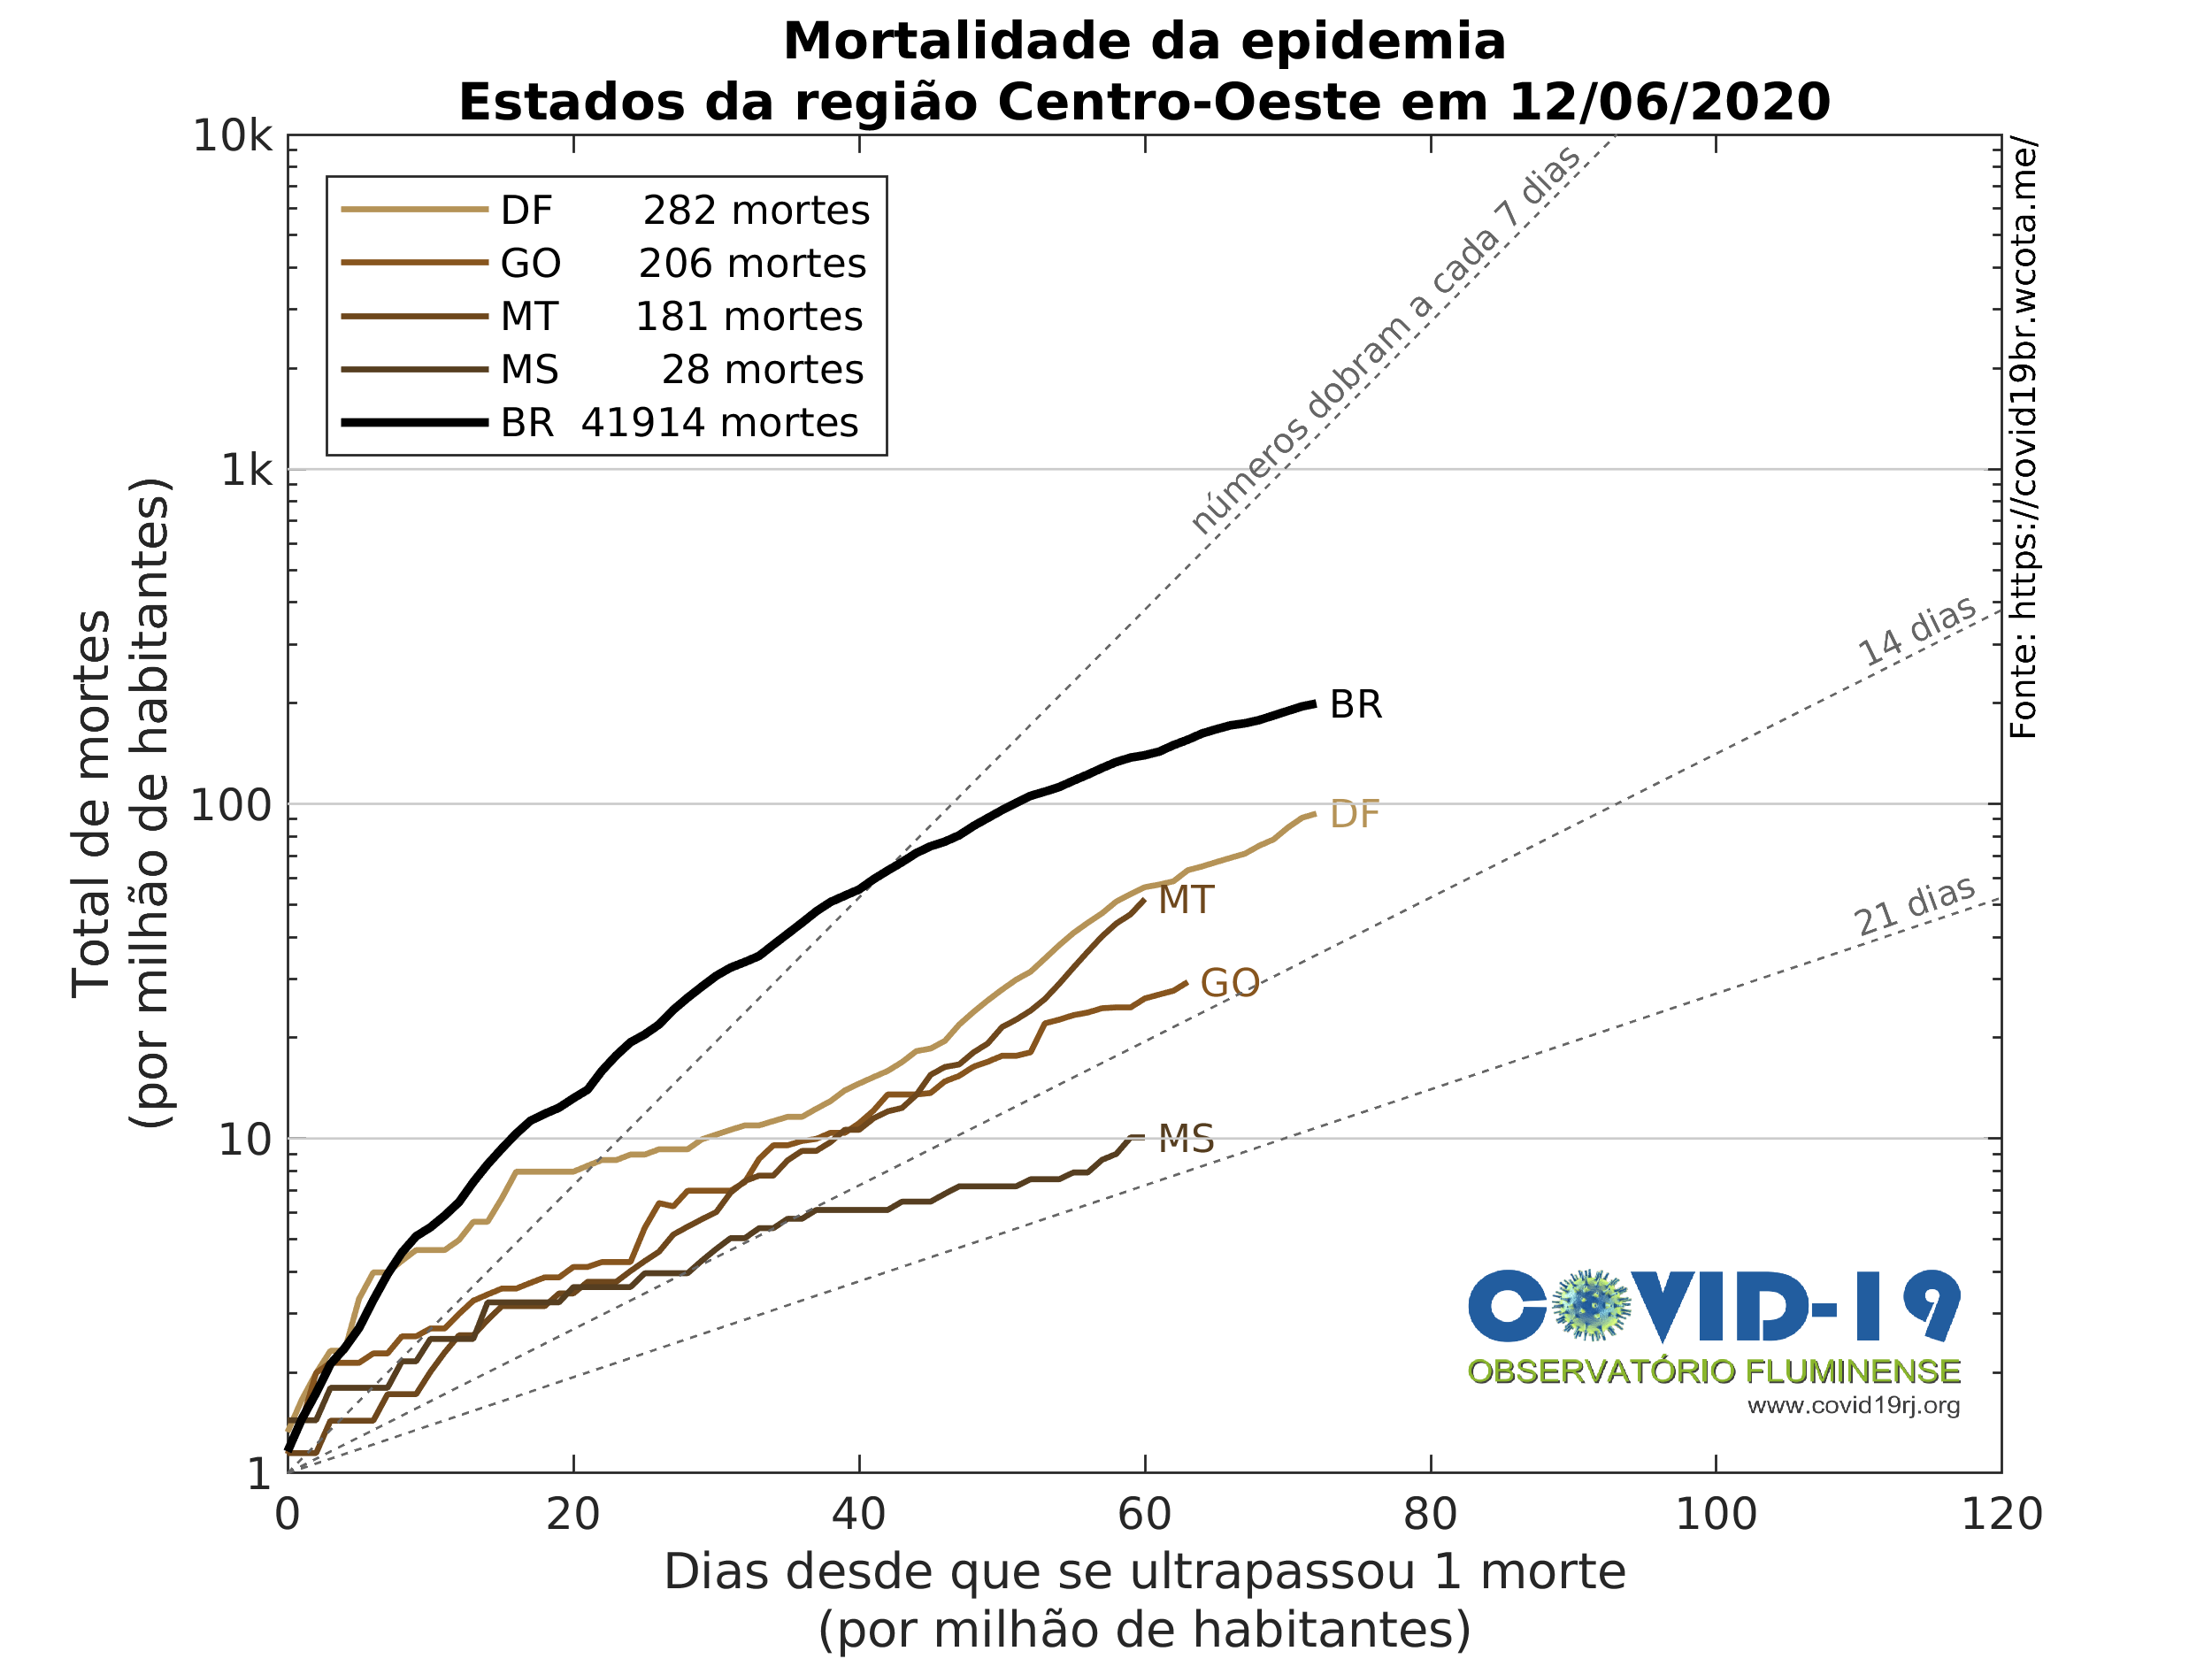 Mortalidade da epidemia
Estados da região Centro-Oeste em 12/06/2020
10k
1k
100
10
1
Total de mortes
(por milhão de habitantes)
DF 282 mortes
GO 206 mortes
MT 181 mortes
MS 28 mortes
BR 41914 mortes
números dobram a cada 7 dias
14 dias
21 dias
BR
DF
MT
GO
MS
Fonte: https://covid19br.wcota.me/
COVID-19
OBSERVATÓRIO FLUMINENSE
www.covid19rj.org
0 20 40 60 80 100 120
Dias desde que se ultrapassou 1 morte
(por milhão de habitantes)